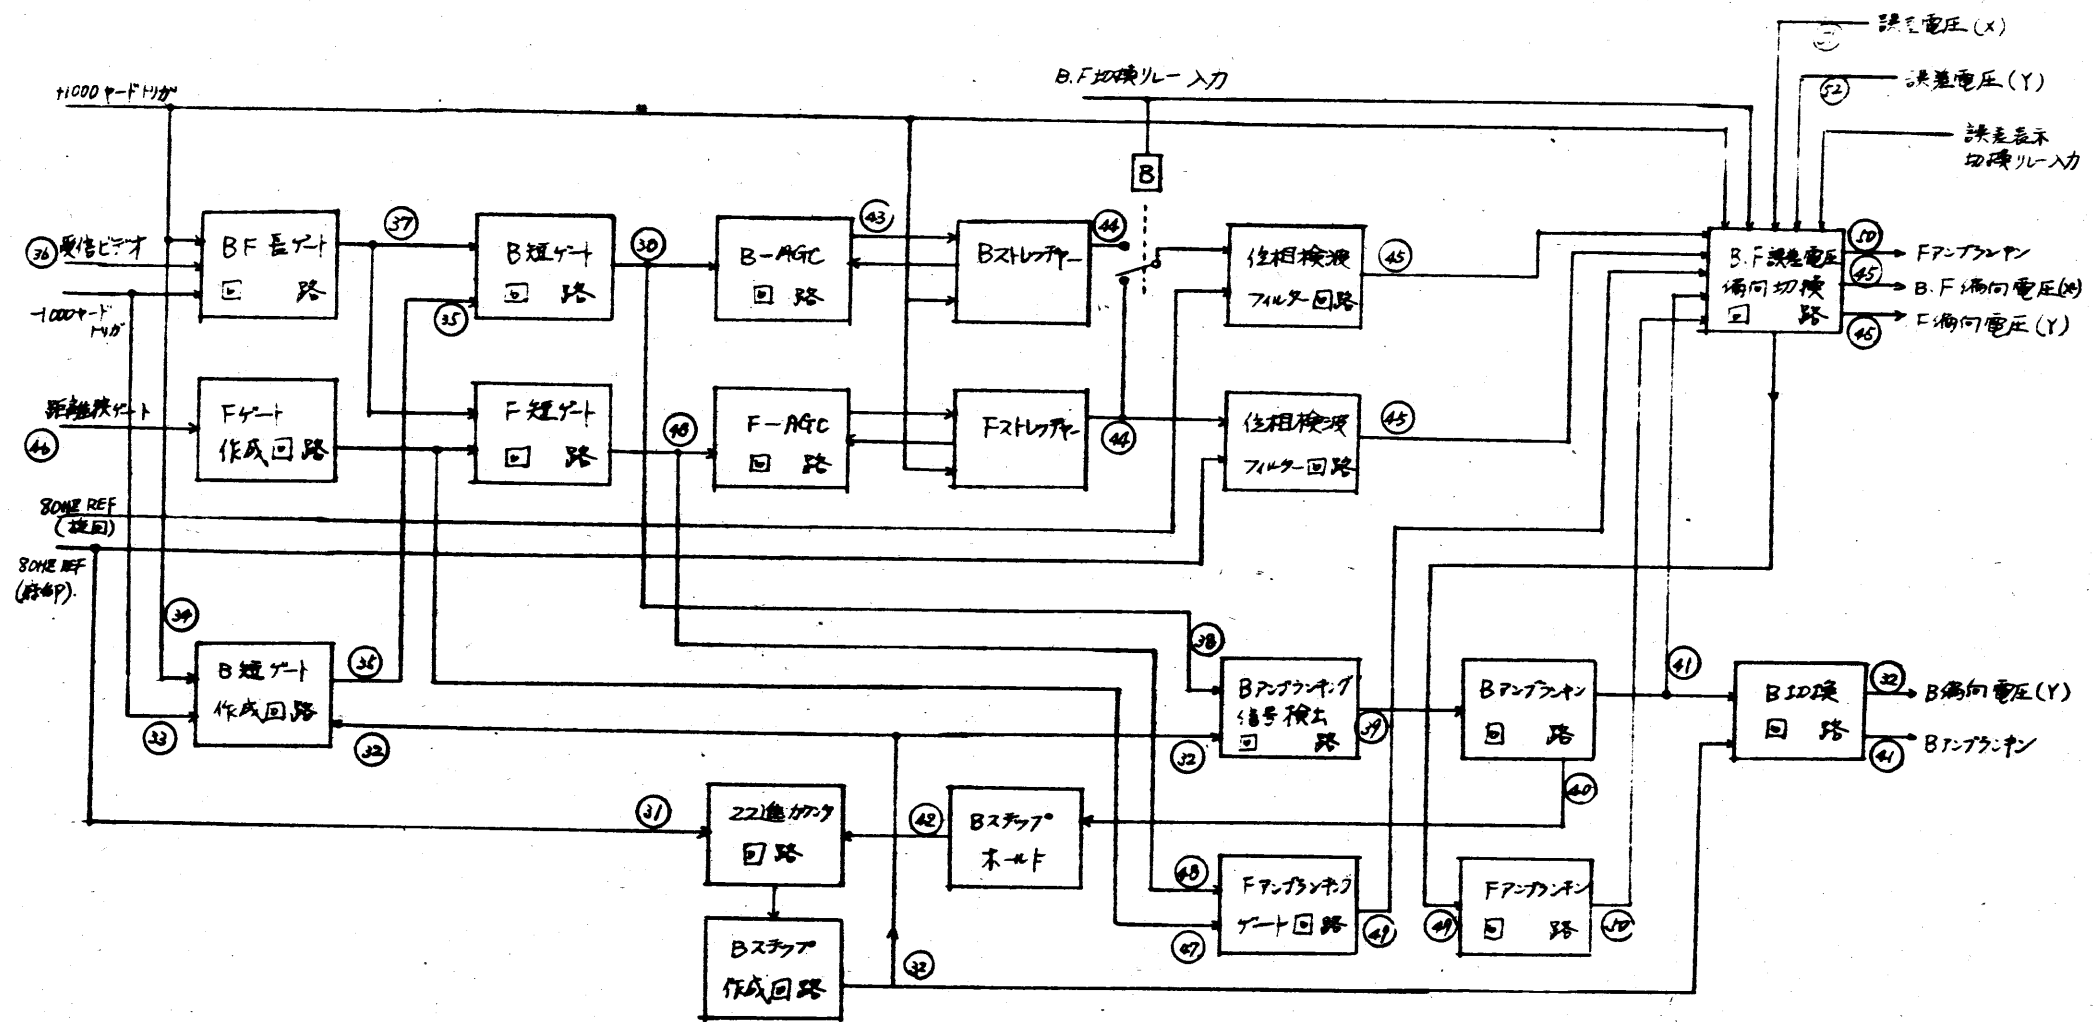 誤差電圧(X)
51
B.F切換リレー入力
誤差電圧(Y)
52
+1000ヤードトリガ
誤差表示
切換リレー入力
B
36 受信ビデオ
-1000ヤード
トリガ
BF長ゲート
回路
37
35
B短ゲート
回路
38
B-AGC
回路
43
Bストレッチャー
44
位相検波
フィルター回路
45
B.F誤差電圧
偏向切換
回路
50
Fアンブランキン
45
B.F偏向電圧(X)
F偏向電圧(Y)
45
距離狭ゲート
46
Fゲート
作成回路
F短ゲート
回路
48
F-AGC
回路
Fストレッチャー
44
位相検波
フィルター回路
45
80HZ REF
(旋回)
80HZ REF
(俯仰).
34
33
B短ゲート
作成回路
35
32
38
32
Bアンブランキング
信号検出
回路
39
Bアンブランキン
回路
40
41
B切換
回路
32
B偏向電圧(Y)
Bアンブランキン
41
31
22進カウンタ
回路
42
Bステップ
ホールド
48
47
Fアンブランキング
ゲート回路
49
49
Fアンブランキン
回路
50
Bステップ
作成回路
32